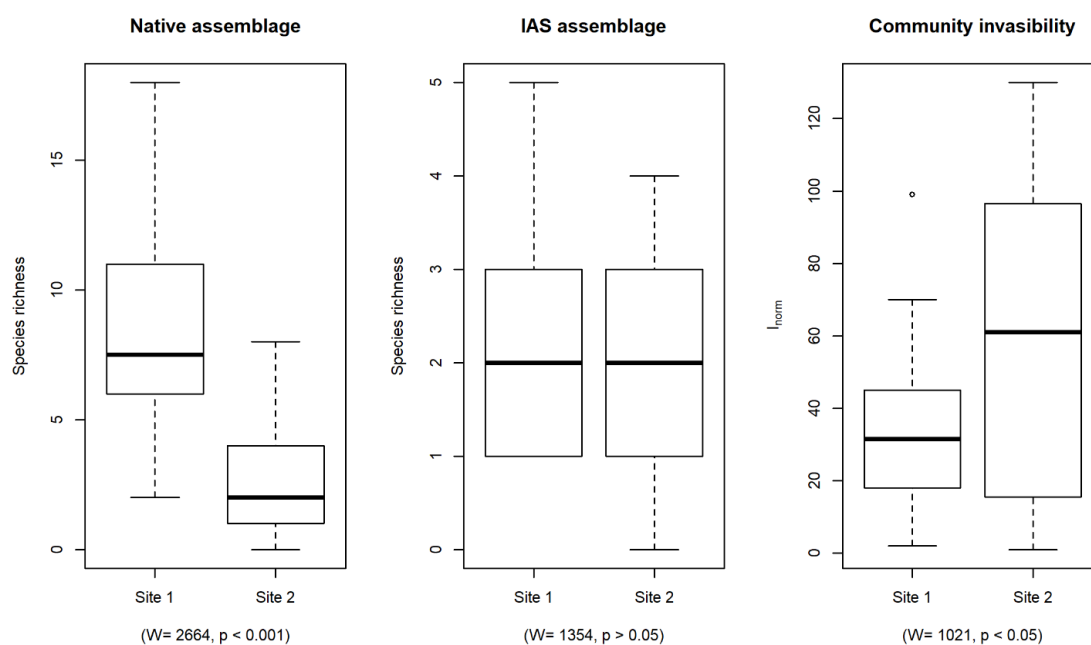 Native assemblage
Species richness
0
5
10
15
Site 1
Site 2
(W= 2664, p < 0.001)
IAS assemblage
Species richness
0
1
2
3
4
5
Site 1
Site 2
(W= 1354, p > 0.05)
Community invasibility
Inorm
0
20
40
60
80
100
120
Site 1
Site 2
(W= 1021, p < 0.05)